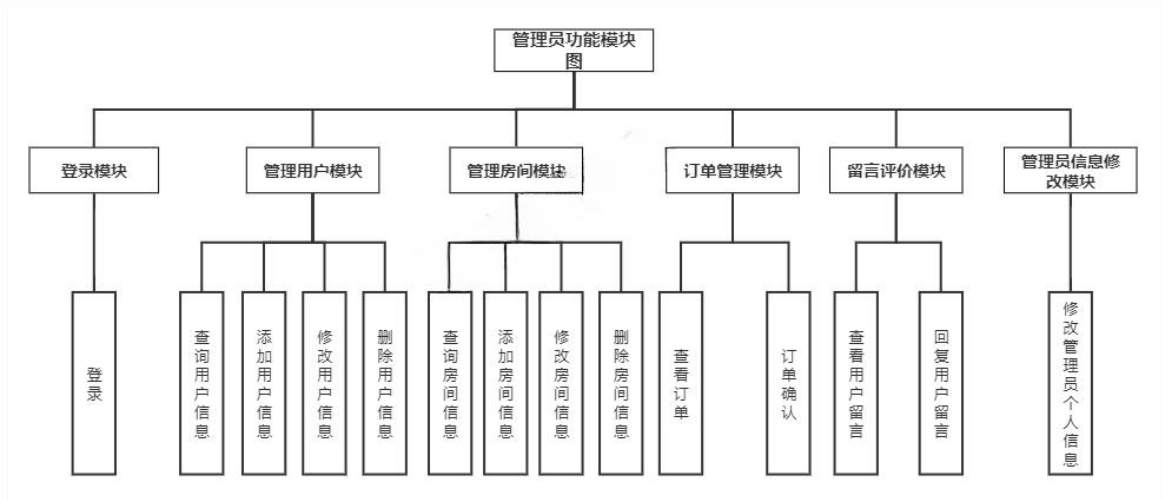 管理员功能模块
图
登录模块
管理用户模块
管理房间模块
订单管理模块
留言评价模块
管理员信息修
改模块
登录
查询用户信息
添加用户信息
修改用户信息
删除用户信息
查询房间信息
添加房间信息
修改房间信息
删除房间信息
查看订单
订单确认
查看用户留言
回复用户留言
修改管理员个人信息